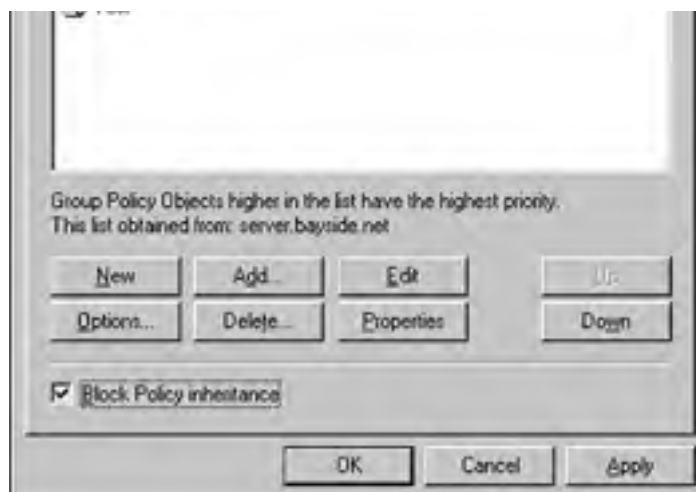 Group Policy Objects higher in the list have the highest priority.
This list obtained from: server.bayside.net
New Add... Edit Up
Options... Delete... Properties Down
Block Policy inheritance
OK Cancel Apply